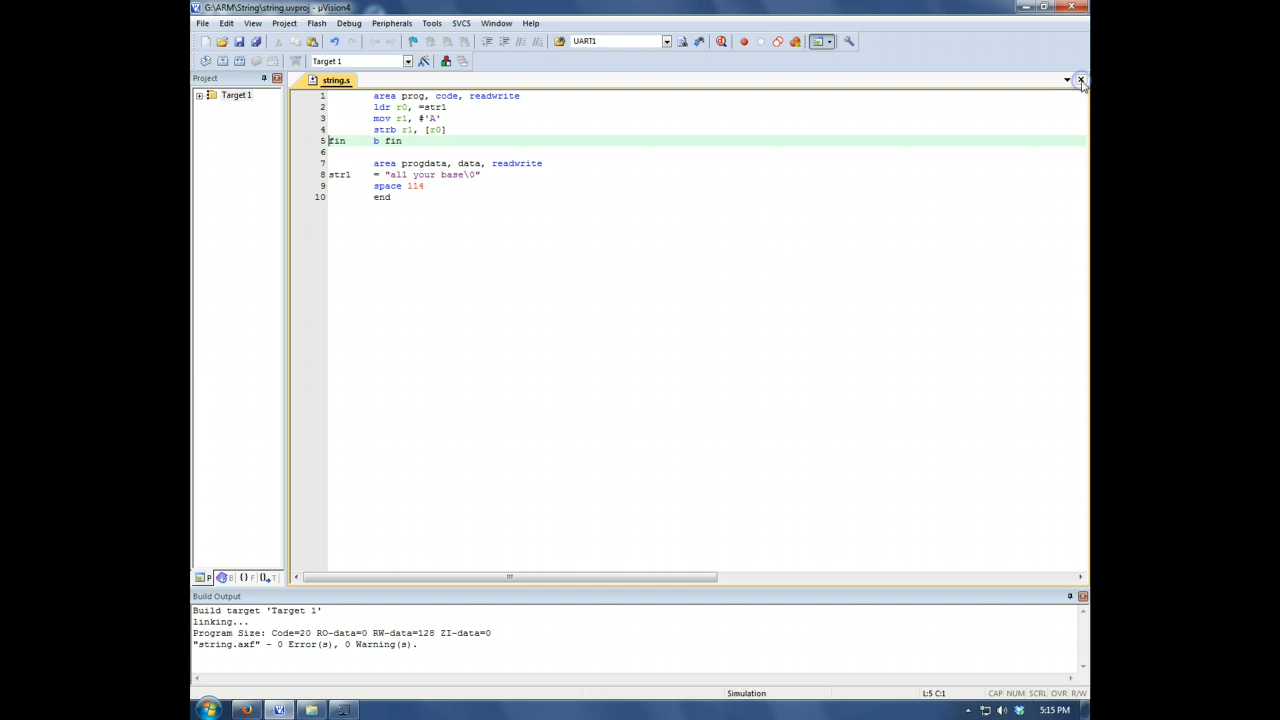 G:\ARM\String\string.uvproj - µVision4
File Edit View Project Flash Debug Peripherals Tools SVCS Window Help
UART1
Target 1
Project
string.s
Target 1
1 area prog, code, readwrite
2 ldr r0, =str1
3 mov r1, #'A'
4 strb r1, [r0]
5 fin b fin
6
7 area progdata, data, readwrite
8 str1 = "all your base\0"
9 space 114
10 end
P B {} F T
Build Output
Build target 'Target 1'
linking...
Program Size: Code=20 RO-data=0 RW-data=128 ZI-data=0
"string.axf" - 0 Error(s), 0 Warning(s).
Simulation L:5 C:1 CAP NUM SCRL OVR R/W
5:15 PM